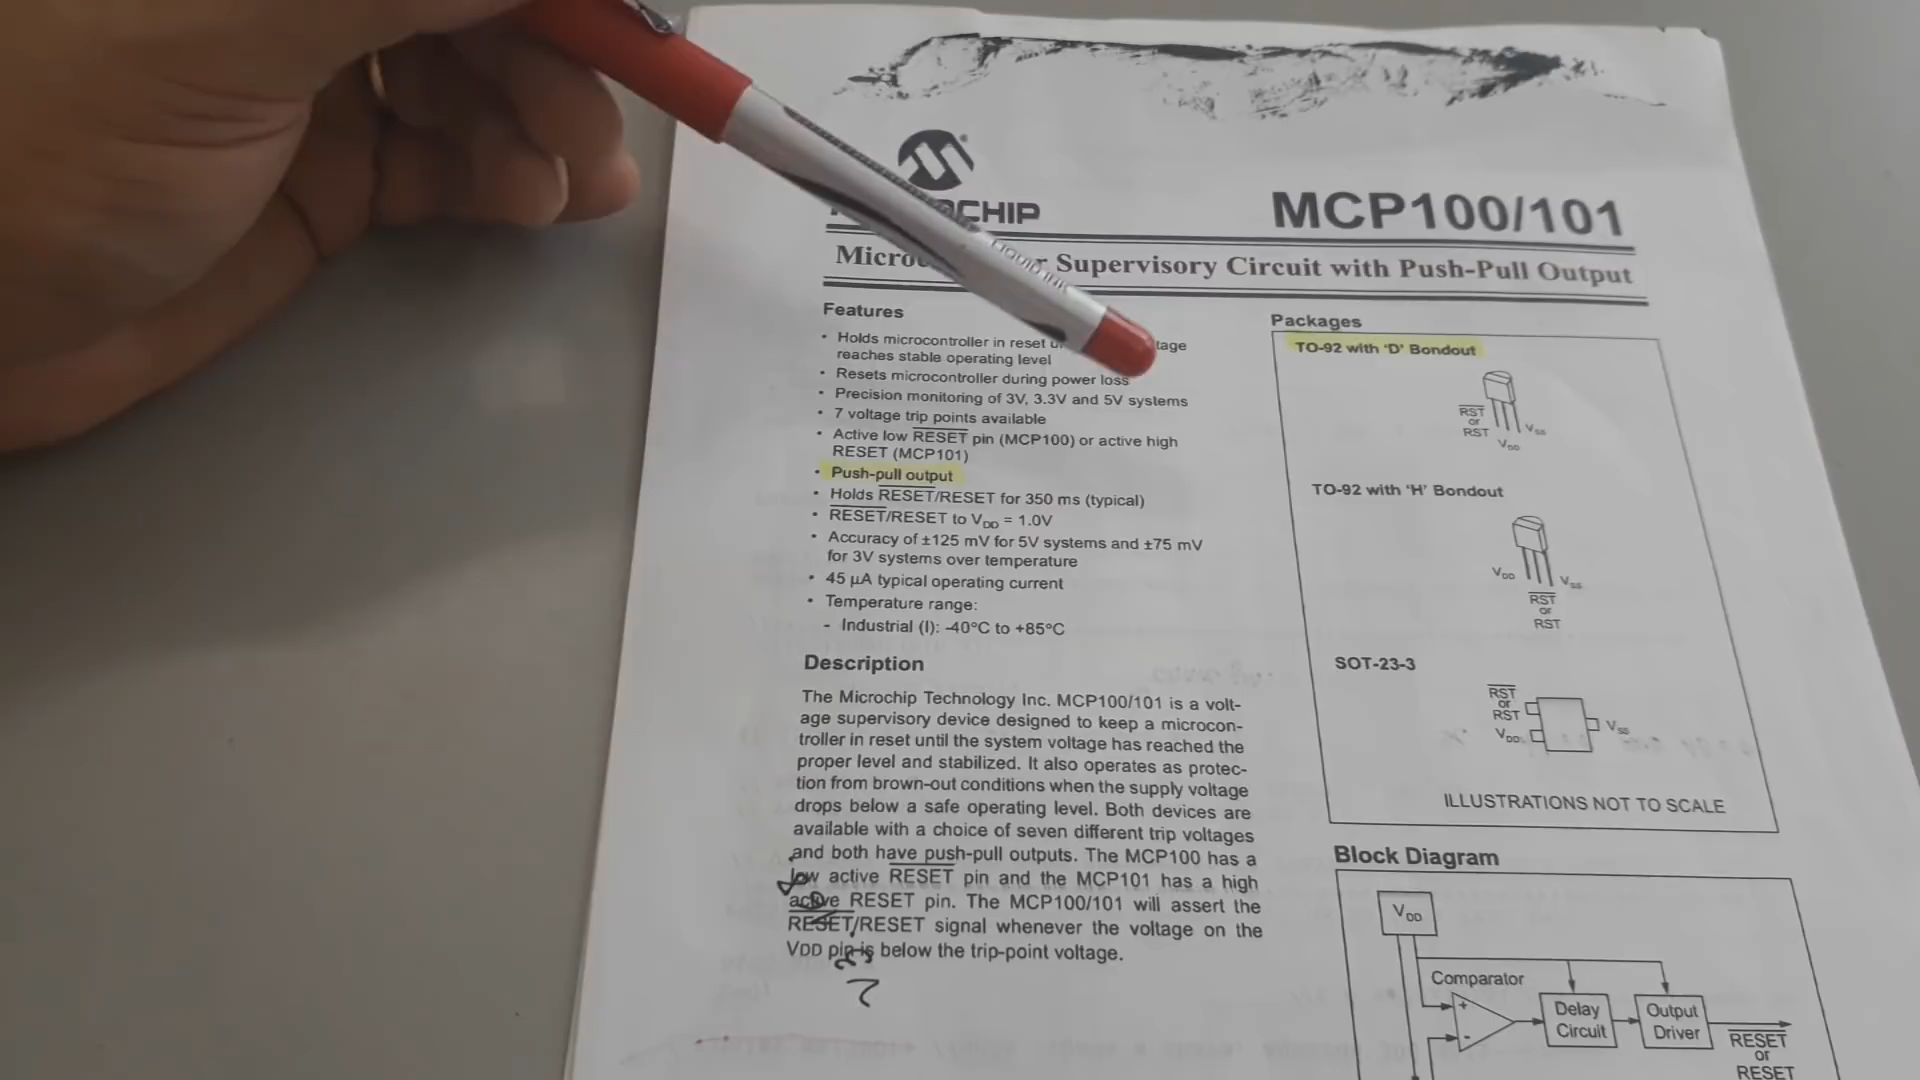 CHIP
MCP100/101
LIQUID INK
Supervisory Circuit with Push-Pull Output
Features
• Holds microcontroller in reset
reaches stable operating level
• Resets microcontroller during power loss
• Precision monitoring of 3V, 3.3V and 5V systems
• 7 voltage trip points available
• Active low RESET pin (MCP100) or active high
RESET (MCP101)
• Push-pull output
• Holds RESET/RESET for 350 ms (typical)
• RESET/RESET to VDD = 1.0V
• Accuracy of ±125 mV for 5V systems and ±75 mV
for 3V systems over temperature
• 45 µA typical operating current
• Temperature range:
- Industrial (I): -40°C to +85°C
Description
The Microchip Technology Inc. MCP100/101 is a volt-
age supervisory device designed to keep a microcon-
troller in reset until the system voltage has reached the
proper level and stabilized. It also operates as protec-
tion from brown-out conditions when the supply voltage
drops below a safe operating level. Both devices are
available with a choice of seven different trip voltages
and both have push-pull outputs. The MCP100 has a
low active RESET pin and the MCP101 has a high
active RESET pin. The MCP100/101 will assert the
RESET/RESET signal whenever the voltage on the
VDD pin is below the trip-point voltage.
Packages
TO-92 with 'D' Bondout
RST
or
RST
VDD
VSS
TO-92 with 'H' Bondout
VDD
VSS
RST
or
RST
SOT-23-3
RST
or
RST
VDD
VSS
ILLUSTRATIONS NOT TO SCALE
Block Diagram
VDD
Comparator
+
-
Delay
Circuit
Output
Driver
RESET
or
RESET